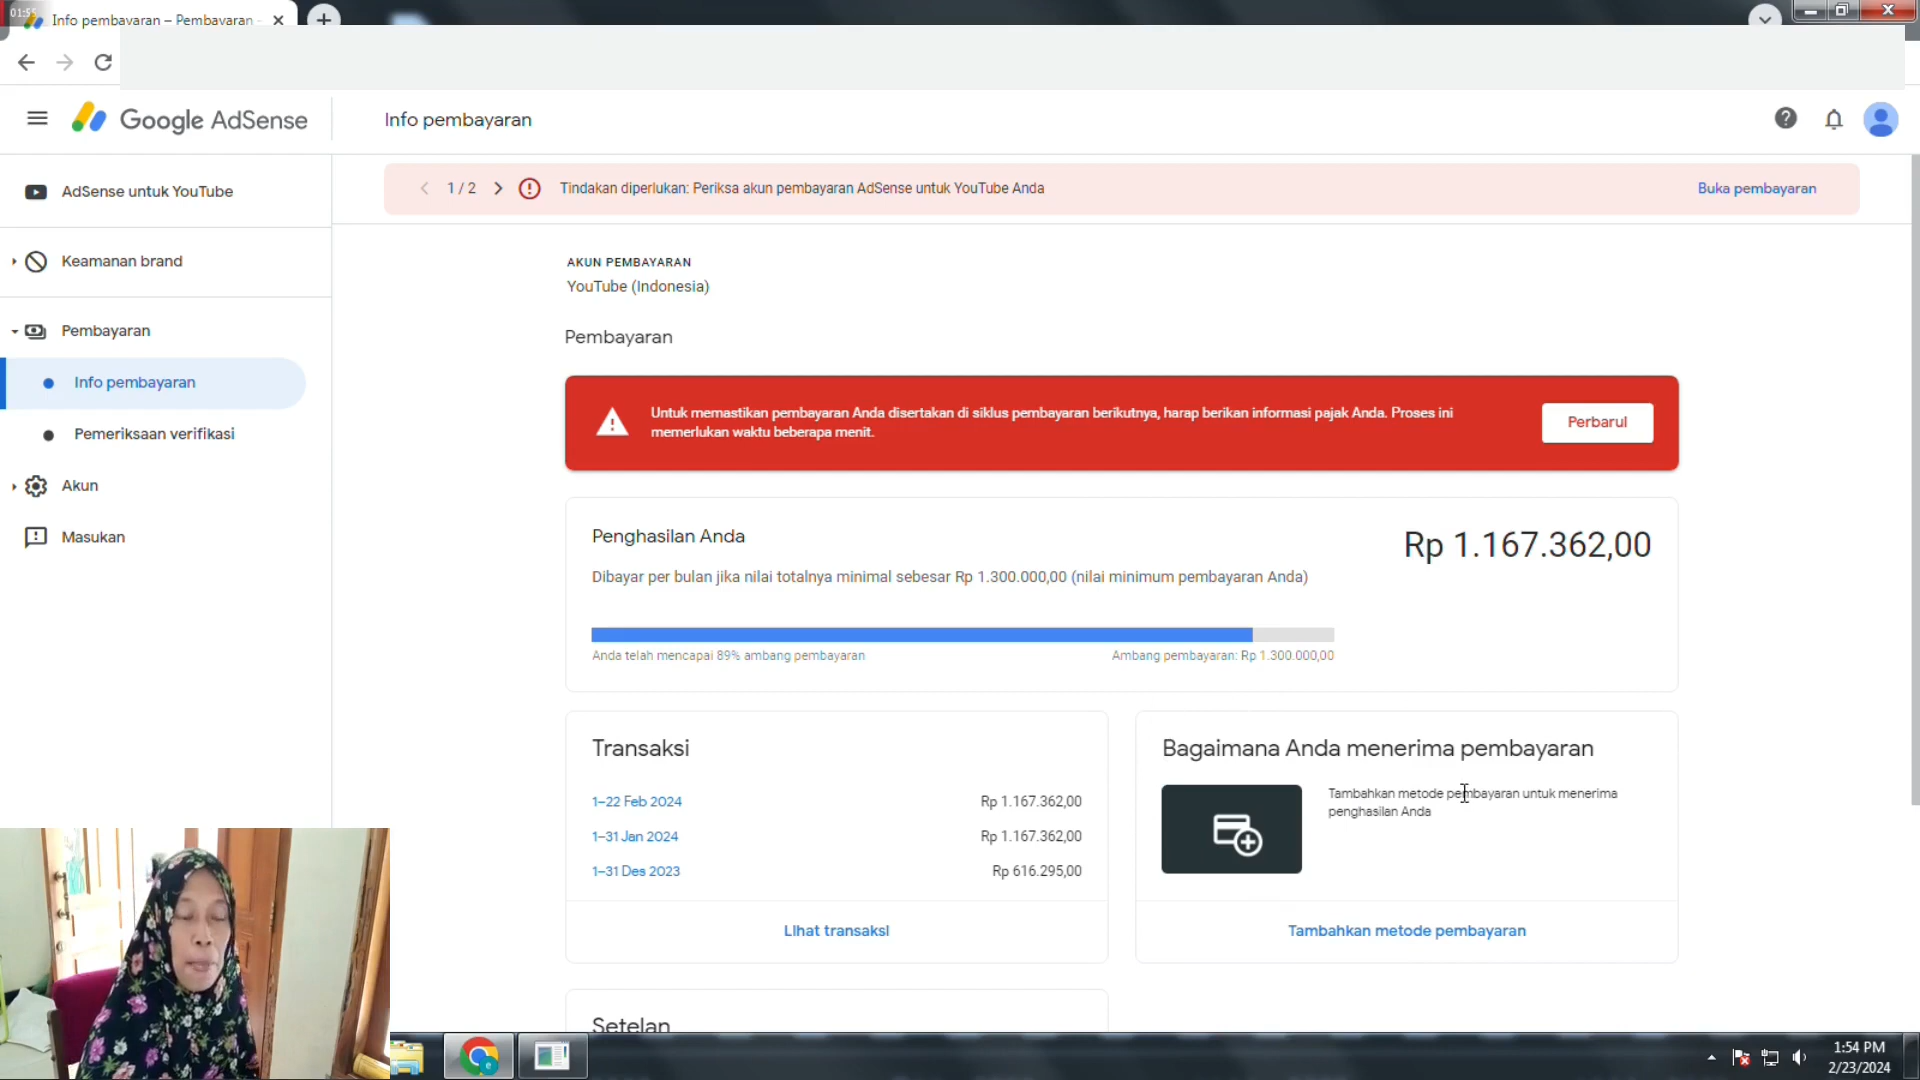 01:55
Info pembayaran – Pembayaran -
Google AdSense
Info pembayaran
AdSense untuk YouTube
Keamanan brand
Pembayaran
Info pembayaran
Pemeriksaan verifikasi
Akun
Masukan
1 / 2
Tindakan diperlukan: Periksa akun pembayaran AdSense untuk YouTube Anda
Buka pembayaran
AKUN PEMBAYARAN
YouTube (Indonesia)
Pembayaran
Untuk memastikan pembayaran Anda disertakan di siklus pembayaran berikutnya, harap berikan informasi pajak Anda. Proses ini
memerlukan waktu beberapa menit.
Perbarui
Penghasilan Anda
Rp 1.167.362,00
Dibayar per bulan jika nilai totalnya minimal sebesar Rp 1.300.000,00 (nilai minimum pembayaran Anda)
Anda telah mencapai 89% ambang pembayaran
Ambang pembayaran: Rp 1.300.000,00
Transaksi
1–22 Feb 2024 Rp 1.167.362,00
1–31 Jan 2024 Rp 1.167.362,00
1–31 Des 2023 Rp 616.295,00
Lihat transaksi
Bagaimana Anda menerima pembayaran
Tambahkan metode pembayaran untuk menerima
penghasilan Anda
Tambahkan metode pembayaran
Setelan
1:54 PM
2/23/2024